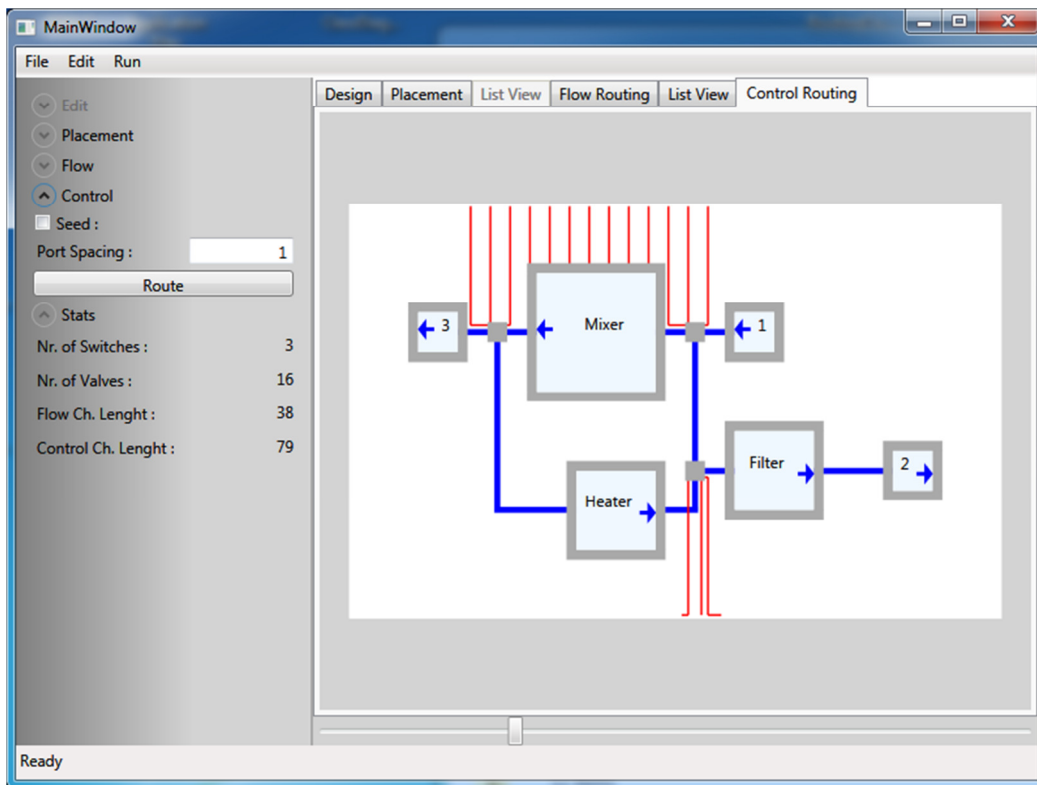 MainWindow
File Edit Run
Design Placement List View Flow Routing List View Control Routing
Edit
Placement
Flow
Control
Seed :
Port Spacing : 1
Route
Stats
Nr. of Switches : 3
Nr. of Valves : 16
Flow Ch. Lenght : 38
Control Ch. Lenght : 79
3
Mixer
1
Filter
2
Heater
Ready